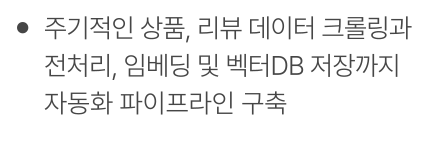 • 주기적인 상품, 리뷰 데이터 크롤링과
전처리, 임베딩 및 벡터DB 저장까지
자동화 파이프라인 구축